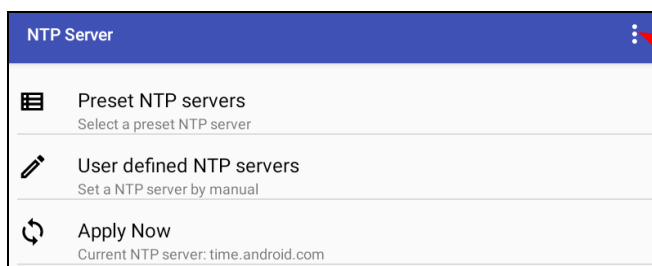 NTP Server
Preset NTP servers
Select a preset NTP server
User defined NTP servers
Set a NTP server by manual
Apply Now
Current NTP server: time.android.com